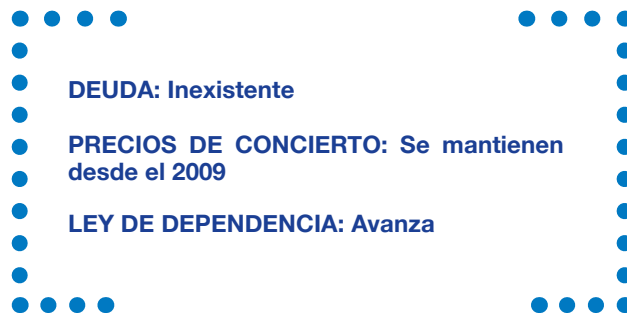 DEUDA: Inexistente
PRECIOS DE CONCIERTO: Se mantienen
desde el 2009
LEY DE DEPENDENCIA: Avanza